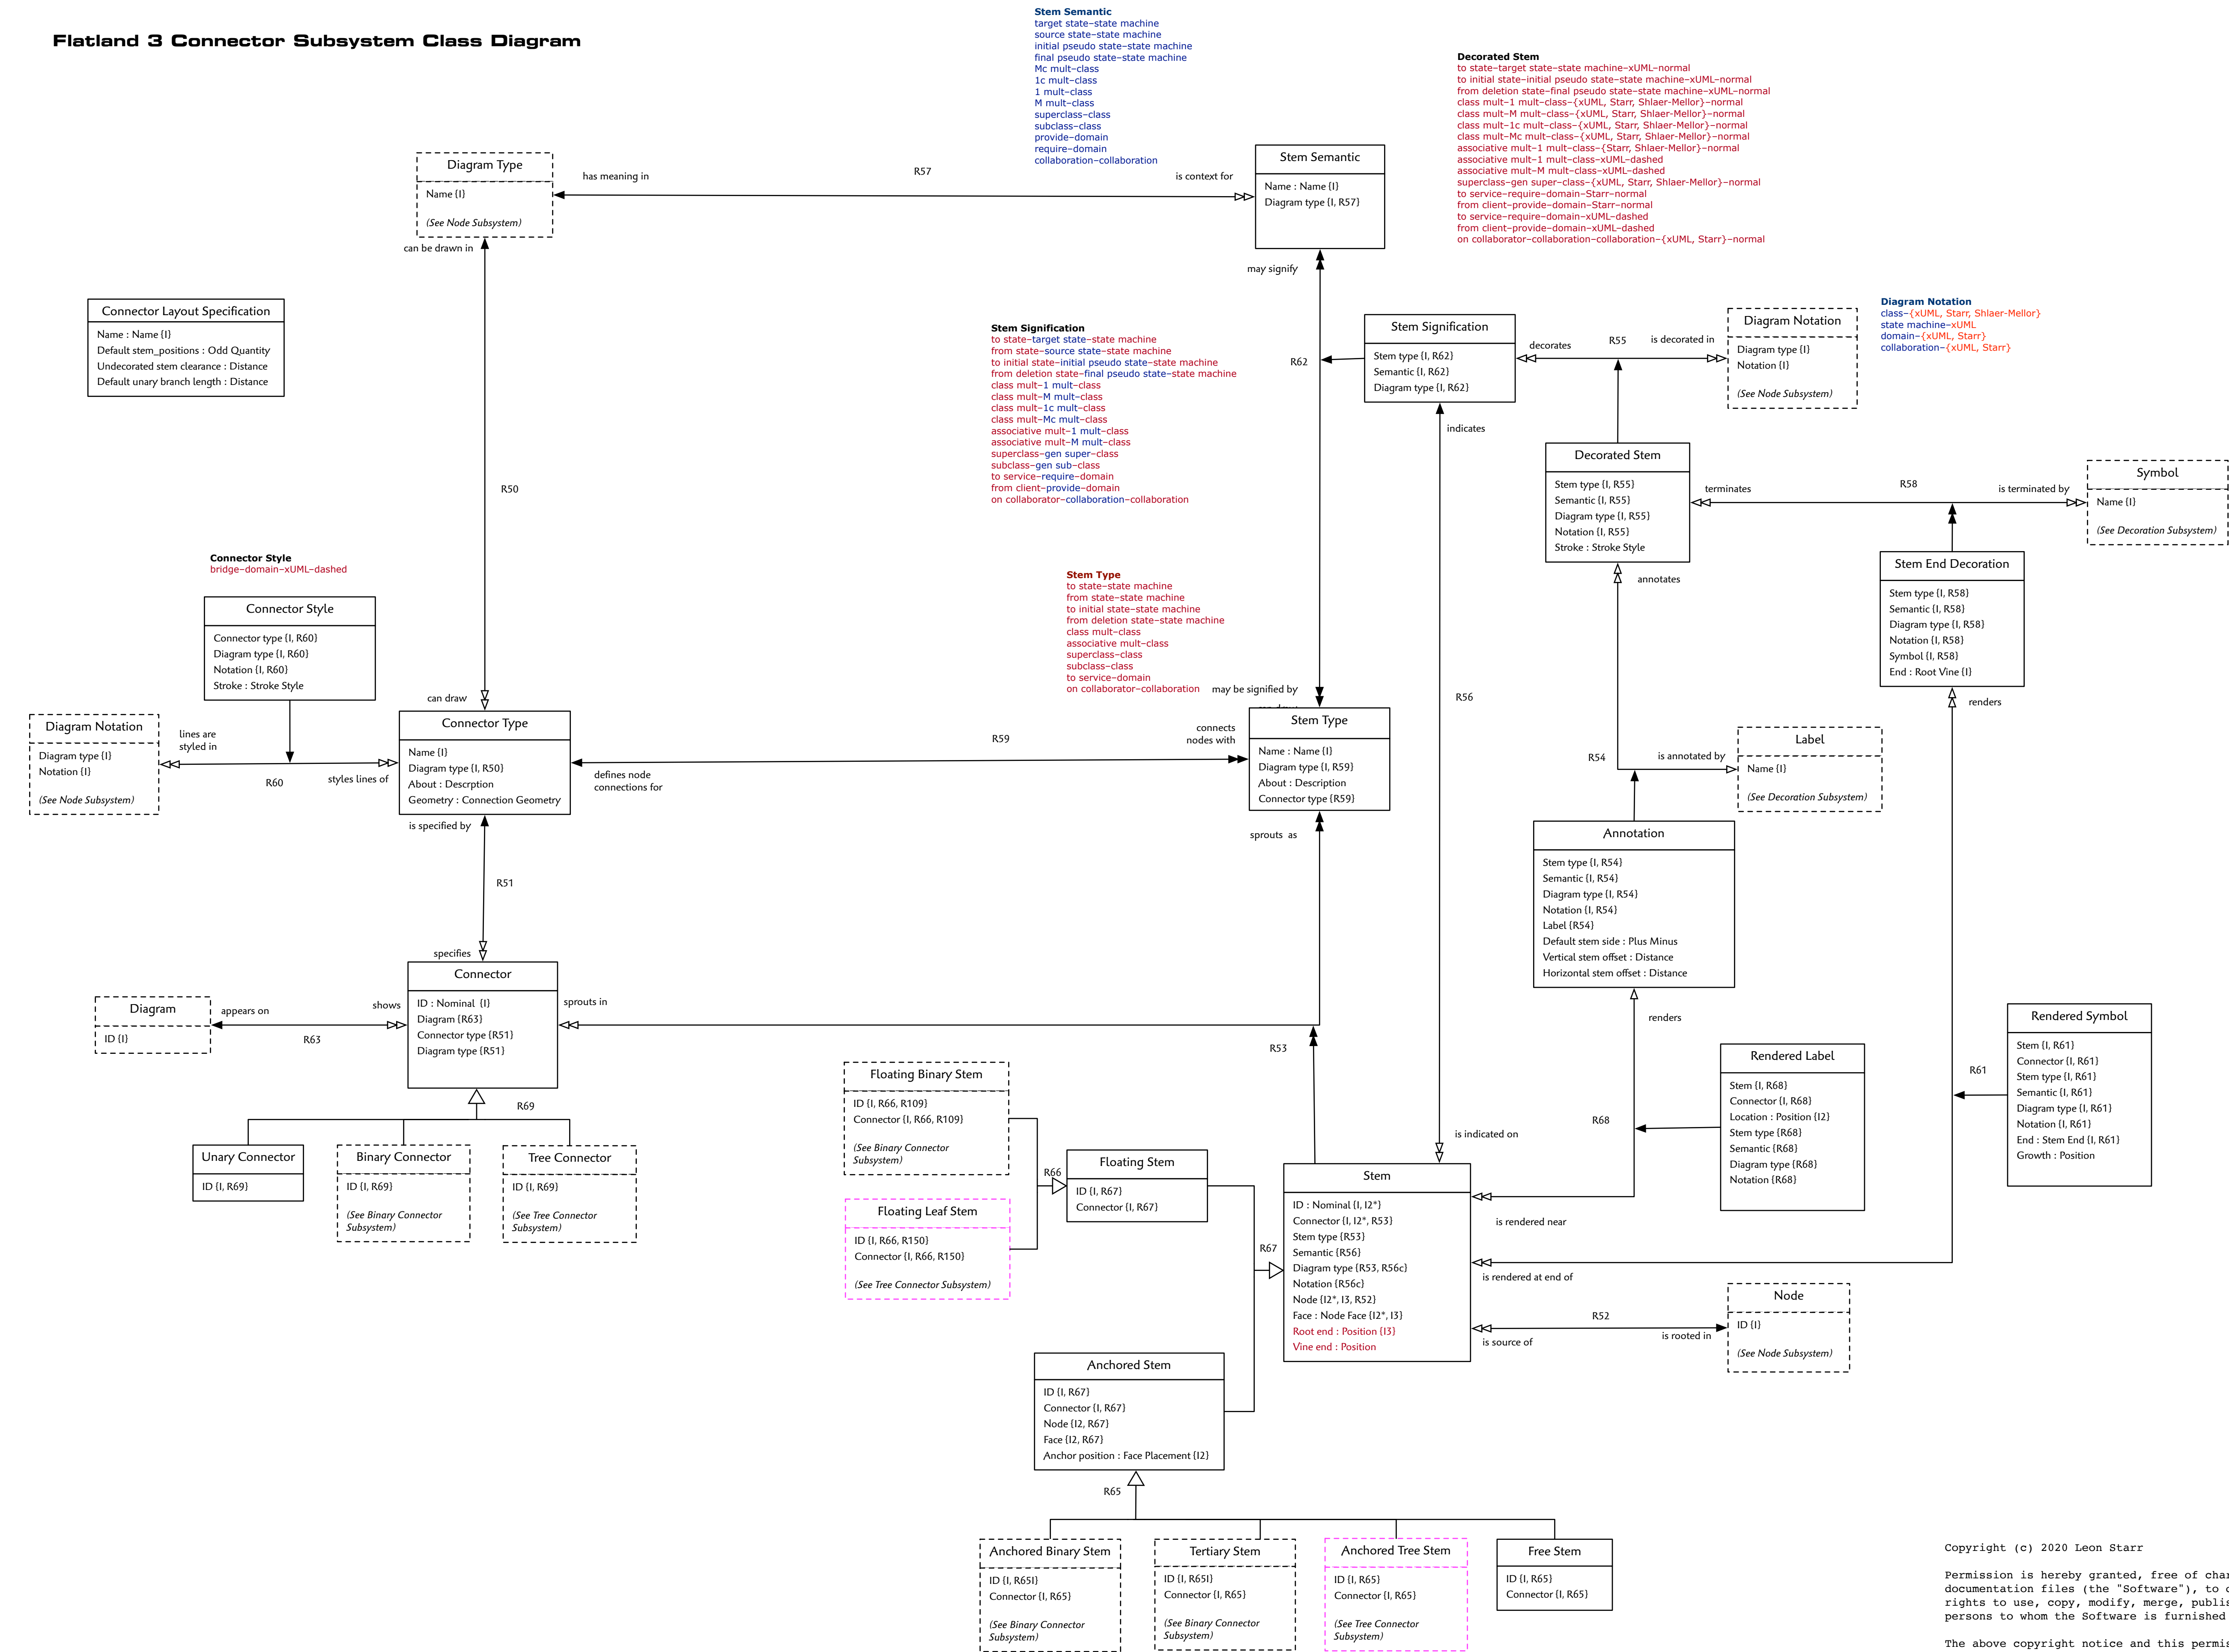 Flatland 3 Connector Subsystem Class Diagram
Stem Semantic
target state–state machine
source state–state machine
initial pseudo state–state machine
final pseudo state–state machine
Mc mult–class
1c mult–class
1 mult–class
M mult–class
superclass–class
subclass–class
provide–domain
require–domain
collaboration–collaboration
Decorated Stem
to state–target state–state machine–xUML–normal
to initial state–initial pseudo state–state machine–xUML–normal
from deletion state–final pseudo state–state machine–xUML–normal
class mult–1 mult–class–{xUML, Starr, Shlaer-Mellor}–normal
class mult–M mult–class–{xUML, Starr, Shlaer-Mellor}–normal
class mult–1c mult–class–{xUML, Starr, Shlaer-Mellor}–normal
class mult–Mc mult–class–{xUML, Starr, Shlaer-Mellor}–normal
associative mult–1 mult–class–{Starr, Shlaer-Mellor}–normal
associative mult–1 mult–class–xUML–dashed
associative mult–M mult–class–xUML–dashed
superclass–gen super–class–{xUML, Starr, Shlaer-Mellor}–normal
to service–require–domain–Starr–normal
from client–provide–domain–Starr–normal
to service–require–domain–xUML–dashed
from client–provide–domain–xUML–dashed
on collaborator–collaboration–collaboration–{xUML, Starr}–normal
Diagram Type
Name {I}
(See Node Subsystem)
has meaning in
R57
is context for
Stem Semantic
Name : Name {I}
Diagram type {I, R57}
can be drawn in
may signify
Connector Layout Specification
Name : Name {I}
Default stem_positions : Odd Quantity
Undecorated stem clearance : Distance
Default unary branch length : Distance
Stem Signification
to state–target state–state machine
from state–source state–state machine
to initial state–initial pseudo state–state machine
from deletion state–final pseudo state–state machine
class mult–1 mult–class
class mult–M mult–class
class mult–1c mult–class
class mult–Mc mult–class
associative mult–1 mult–class
associative mult–M mult–class
superclass–gen super–class
subclass–gen sub–class
to service–require–domain
from client–provide–domain
on collaborator–collaboration–collaboration
R62
Stem Signification
Stem type {I, R62}
Semantic {I, R62}
Diagram type {I, R62}
decorates
R55
is decorated in
Diagram Notation
Diagram type {I}
Notation {I}
(See Node Subsystem)
Diagram Notation
class–{xUML, Starr, Shlaer-Mellor}
state machine–xUML
domain–{xUML, Starr}
collaboration–{xUML, Starr}
indicates
R50
Decorated Stem
Stem type {I, R55}
Semantic {I, R55}
Diagram type {I, R55}
Notation {I, R55}
Stroke : Stroke Style
terminates
R58
is terminated by
Symbol
Name {I}
(See Decoration Subsystem)
annotates
Stem End Decoration
Stem type {I, R58}
Semantic {I, R58}
Diagram type {I, R58}
Notation {I, R58}
Symbol {I, R58}
End : Root Vine {I}
renders
Connector Style
bridge–domain–xUML–dashed
Connector Style
Connector type {I, R60}
Diagram type {I, R60}
Notation {I, R60}
Stroke : Stroke Style
Stem Type
to state–state machine
from state–state machine
to initial state–state machine
from deletion state–state machine
class mult–class
associative mult–class
superclass–class
subclass–class
to service–domain
on collaborator–collaboration
may be signified by
R56
can draw
Diagram Notation
Diagram type {I}
Notation {I}
(See Node Subsystem)
lines are
styled in
R60
styles lines of
Connector Type
Name {I}
Diagram type {I, R50}
About : Descrption
Geometry : Connection Geometry
defines node
connections for
R59
connects
nodes with
Stem Type
Name : Name {I}
Diagram type {I, R59}
About : Description
Connector type {R59}
R54
is annotated by
Label
Name {I}
(See Decoration Subsystem)
is specified by
sprouts as
R51
Annotation
Stem type {I, R54}
Semantic {I, R54}
Diagram type {I, R54}
Notation {I, R54}
Label {R54}
Default stem side : Plus Minus
Vertical stem offset : Distance
Horizontal stem offset : Distance
specifies
Connector
ID : Nominal {I}
Diagram {R63}
Connector type {R51}
Diagram type {R51}
Diagram
ID {I}
appears on
R63
shows
sprouts in
R53
renders
Rendered Label
Stem {I, R68}
Connector {I, R68}
Location : Position {I2}
Stem type {R68}
Semantic {R68}
Diagram type {R68}
Notation {R68}
R68
R61
Rendered Symbol
Stem {I, R61}
Connector {I, R61}
Stem type {I, R61}
Semantic {I, R61}
Diagram type {I, R61}
Notation {I, R61}
End : Stem End {I, R61}
Growth : Position
R69
Unary Connector
ID {I, R69}
Binary Connector
ID {I, R69}
(See Binary Connector
Subsystem)
Tree Connector
ID {I, R69}
(See Tree Connector
Subsystem)
Floating Binary Stem
ID {I, R66, R109}
Connector {I, R66, R109}
(See Binary Connector
Subsystem)
Floating Leaf Stem
ID {I, R66, R150}
Connector {I, R66, R150}
(See Tree Connector Subsystem)
R66
Floating Stem
ID {I, R67}
Connector {I, R67}
R67
is indicated on
Stem
ID : Nominal {I, I2*}
Connector {I, I2*, R53}
Stem type {R53}
Semantic {R56}
Diagram type {R53, R56c}
Notation {R56c}
Node {I2*, I3, R52}
Face : Node Face {I2*, I3}
Root end : Position {I3}
Vine end : Position
is rendered near
is rendered at end of
is source of
R52
is rooted in
Node
ID {I}
(See Node Subsystem)
Anchored Stem
ID {I, R67}
Connector {I, R67}
Node {I2, R67}
Face {I2, R67}
Anchor position : Face Placement {I2}
R65
Anchored Binary Stem
ID {I, R65I}
Connector {I, R65}
(See Binary Connector
Subsystem)
Tertiary Stem
ID {I, R65I}
Connector {I, R65}
(See Binary Connector
Subsystem)
Anchored Tree Stem
ID {I, R65}
Connector {I, R65}
(See Tree Connector
Subsystem)
Free Stem
ID {I, R65}
Connector {I, R65}
Copyright (c) 2020 Leon Starr
Permission is hereby granted, free of
documentation files (the "Software"), to
rights to use, copy, modify, merge,
persons to whom the Software is furnished
The above copyright notice and this